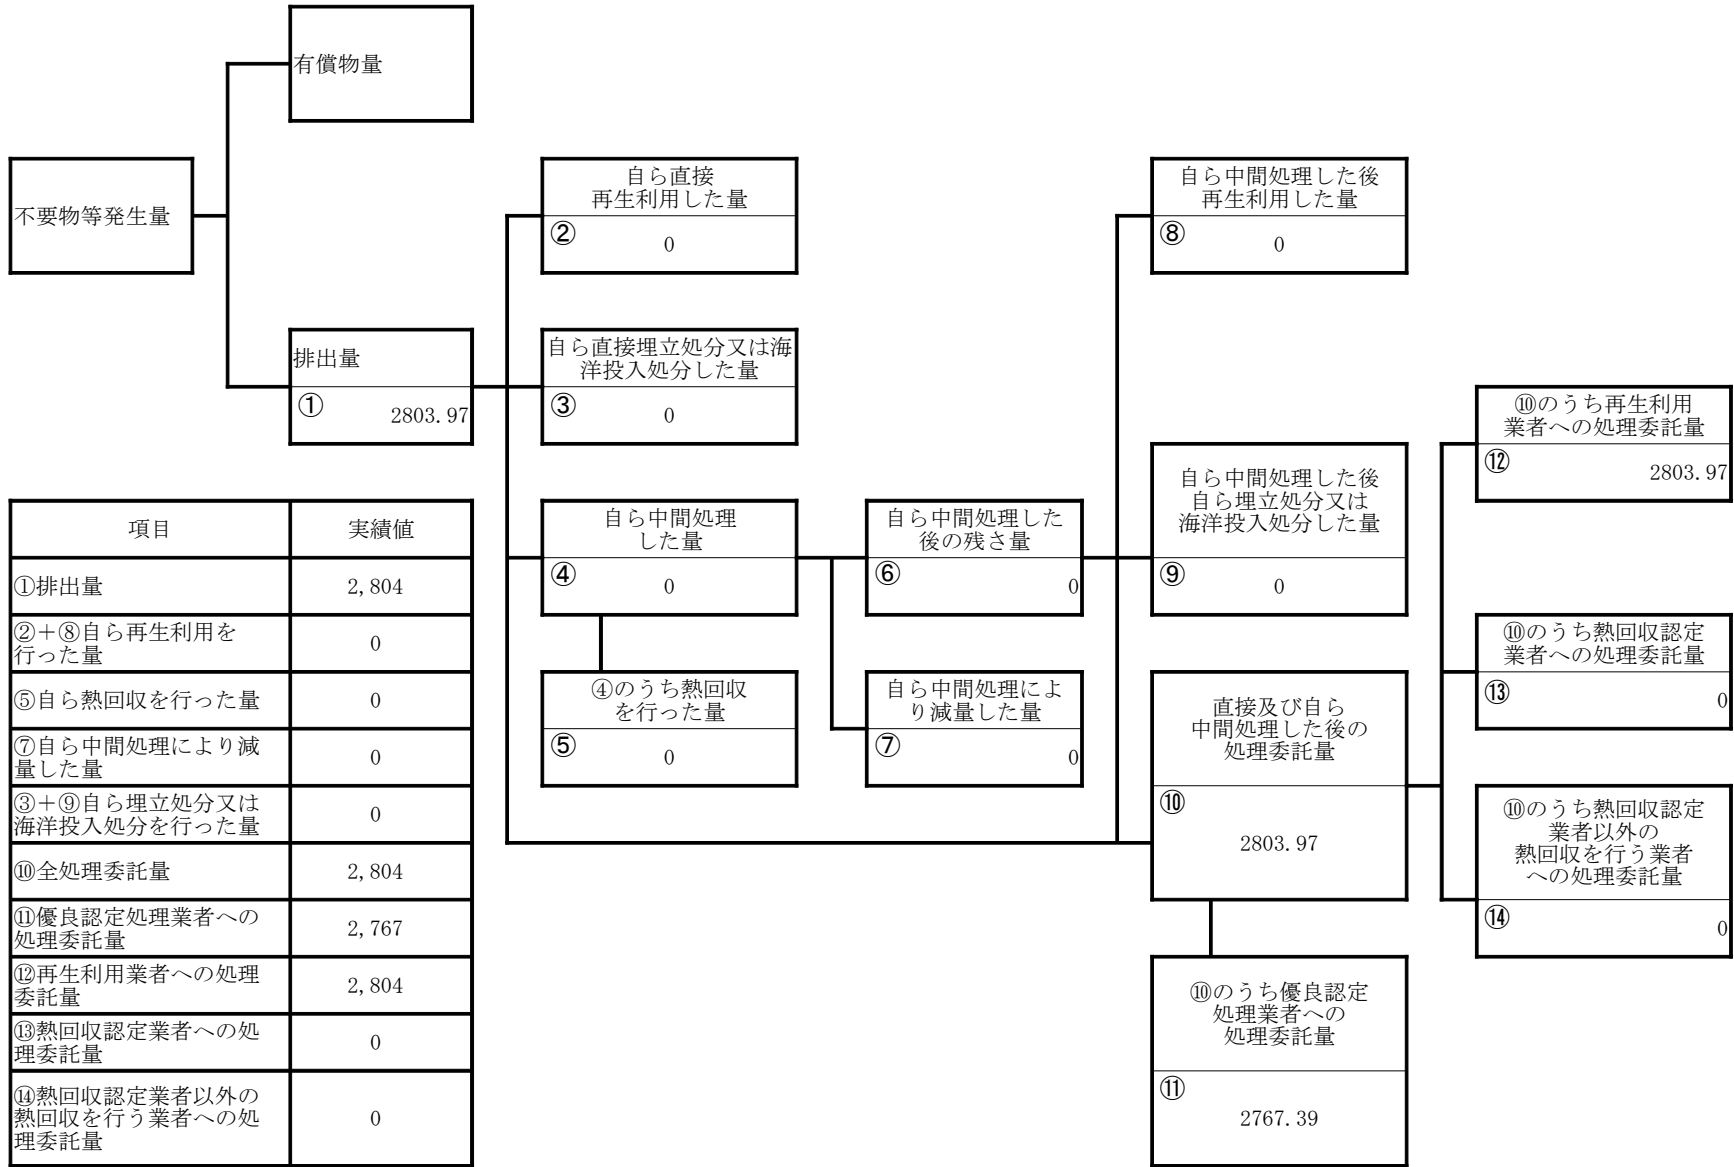 有償物量
不要物等発生量
自ら直接
再生利用した量
②
0
自ら中間処理した後
再生利用した量
⑧
0
排出量
①
2803.97
自ら直接埋立処分又は海
洋投入処分した量
③
0
⑩のうち再生利用
業者への処理委託量
⑫
2803.97
自ら中間処理
した量
④
0
自ら中間処理した
後の残さ量
⑥
0
自ら中間処理した後
自ら埋立処分又は
海洋投入処分した量
⑨
0
⑩のうち熱回収認定
業者への処理委託量
⑬
0
④のうち熱回収
を行った量
⑤
0
自ら中間処理によ
り減量した量
⑦
0
直接及び自ら
中間処理した後の
処理委託量
⑩
2803.97
⑩のうち熱回収認定
業者以外の
熱回収を行う業者
への処理委託量
⑭
0
⑩のうち優良認定
処理業者への
処理委託量
⑪
2767.39
項目 実績値
①排出量 2,804
②＋⑧自ら再生利用を
行った量 0
⑤自ら熱回収を行った量 0
⑦自ら中間処理により減
量した量 0
③＋⑨自ら埋立処分又は
海洋投入処分を行った量 0
⑩全処理委託量 2,804
⑪優良認定処理業者への
処理委託量 2,767
⑫再生利用業者への処理
委託量 2,804
⑬熱回収認定業者への処
理委託量 0
⑭熱回収認定業者以外の
熱回収を行う業者への処
理委託量 0